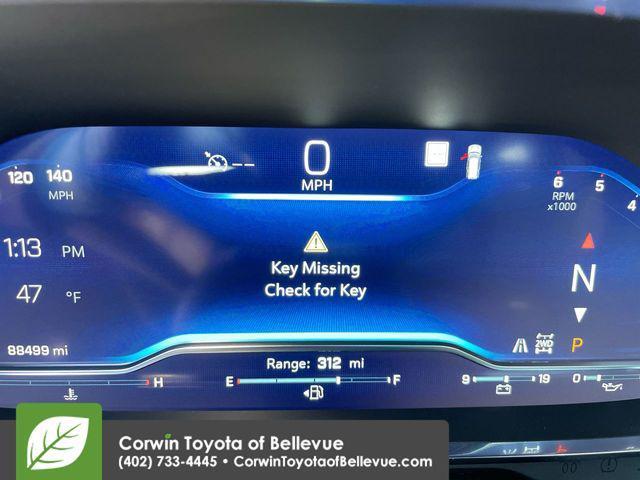 0
MPH
120 140
MPH
6 5 4
RPM
x1000
1:13 PM
47 °F
Key Missing
Check for Key
N
88499 mi
2WD
P
Range: 312 mi
H
E F
9 19
0
Corwin Toyota of Bellevue
(402) 733-4445 • CorwinToyotaofBellevue.com